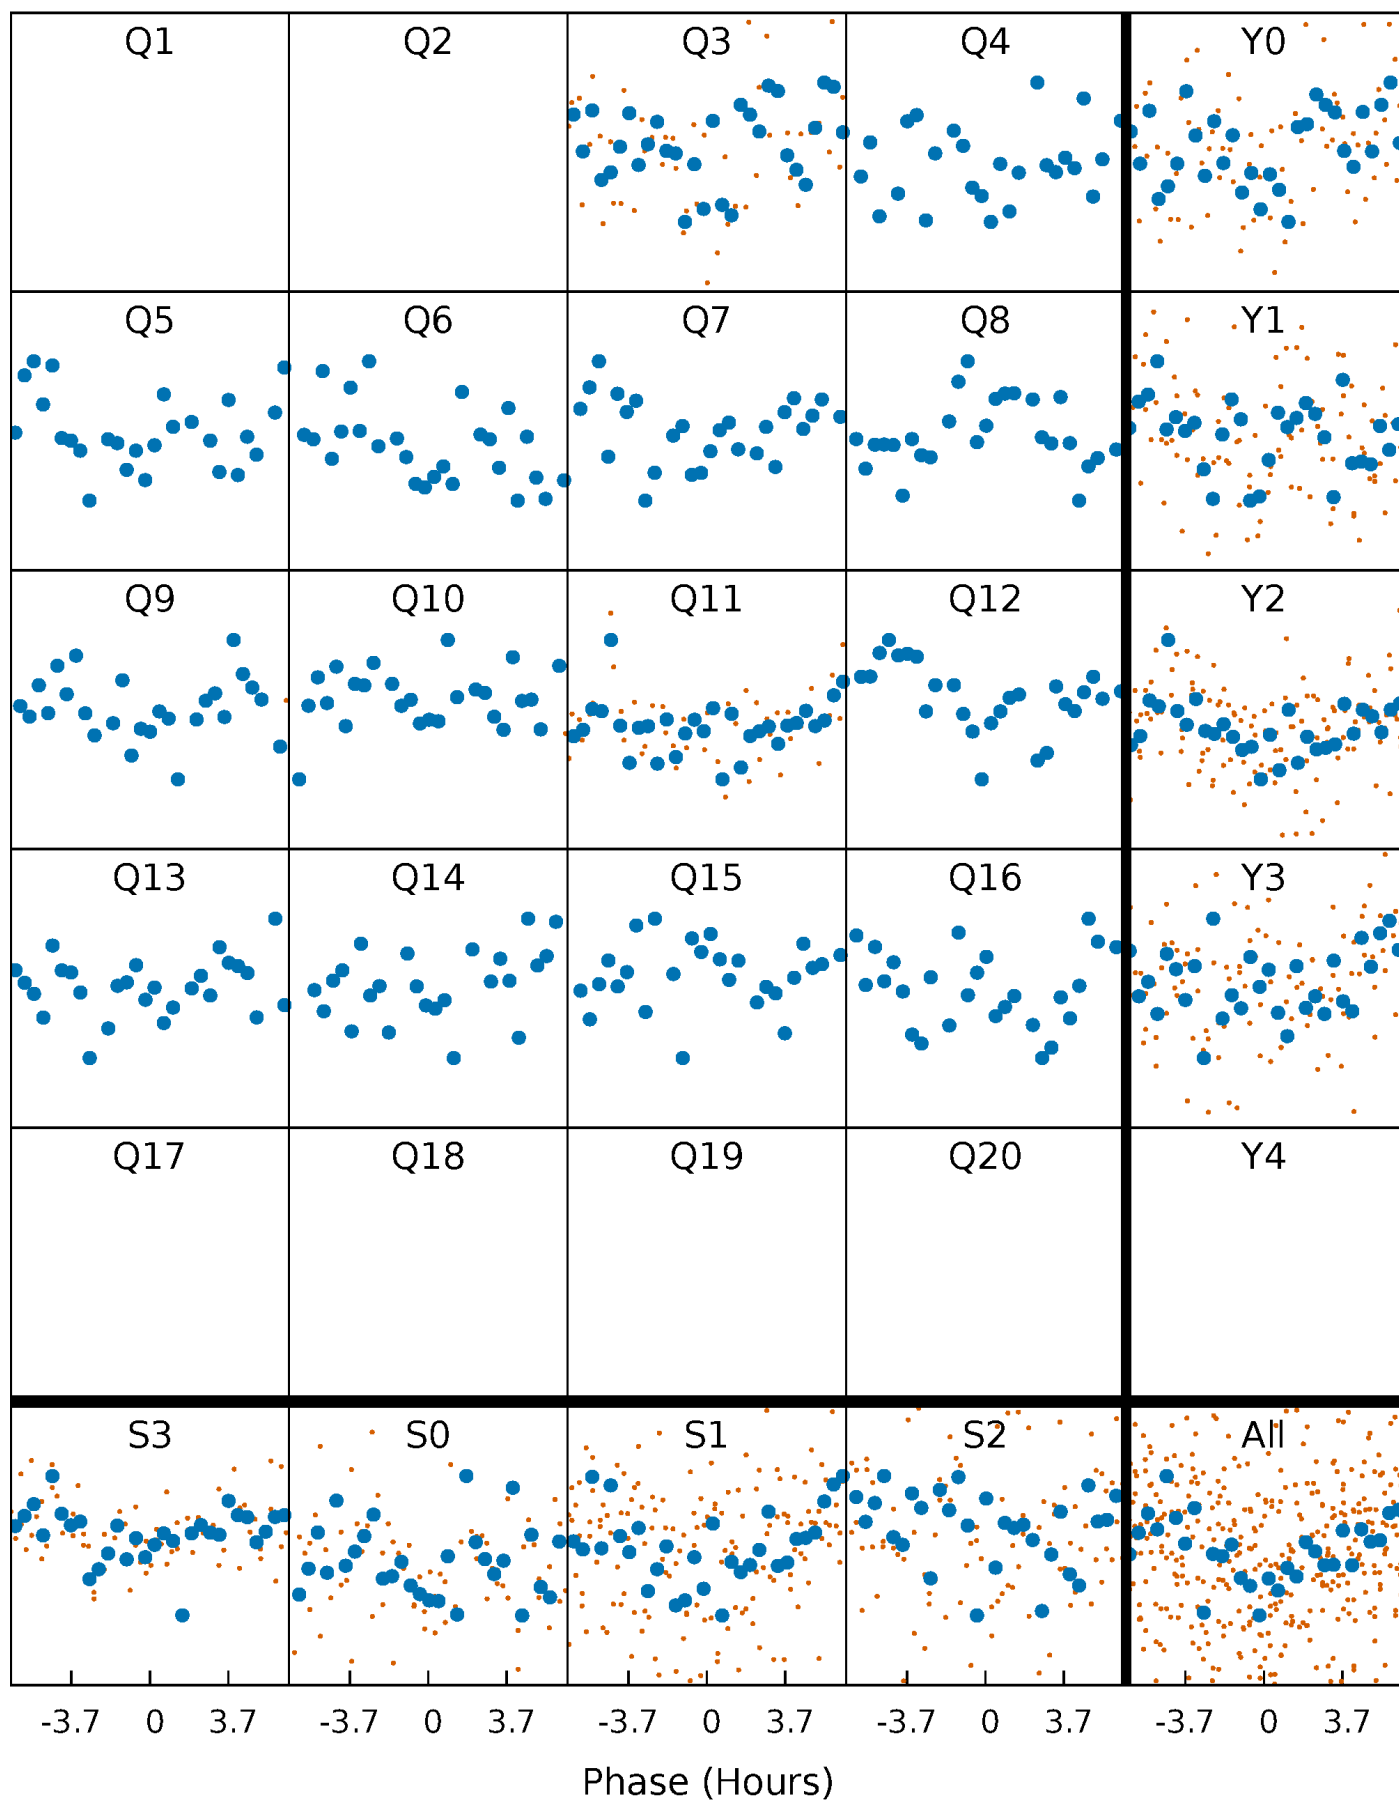 Q1 Q2 Q3 Q4 Y0
Q5 Q6 Q7 Q8 Y1
Q9 Q10 Q11 Q12 Y2
Q13 Q14 Q15 Q16 Y3
Q17 Q18 Q19 Q20 Y4
S3 S0 S1 S2 All
-3.7 0 3.7 -3.7 0 3.7 -3.7 0 3.7 -3.7 0 3.7 -3.7 0 3.7
Phase (Hours)